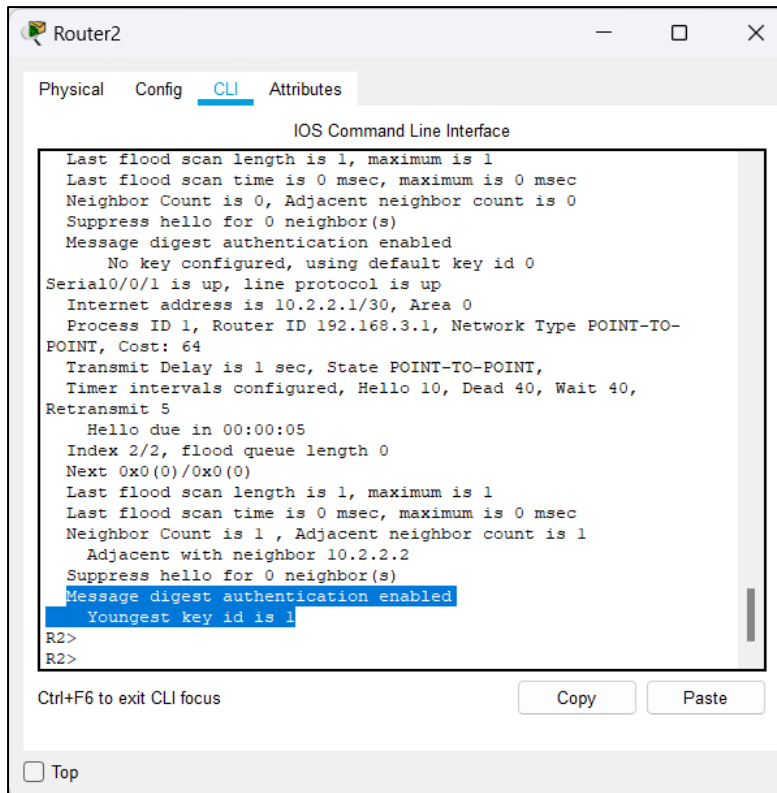 Router2
Physical Config CLI Attributes
IOS Command Line Interface
Last flood scan length is 1, maximum is 1
Last flood scan time is 0 msec, maximum is 0 msec
Neighbor Count is 0, Adjacent neighbor count is 0
Suppress hello for 0 neighbor(s)
Message digest authentication enabled
No key configured, using default key id 0
Serial0/0/1 is up, line protocol is up
Internet address is 10.2.2.1/30, Area 0
Process ID 1, Router ID 192.168.3.1, Network Type POINT-TO-
POINT, Cost: 64
Transmit Delay is 1 sec, State POINT-TO-POINT,
Timer intervals configured, Hello 10, Dead 40, Wait 40,
Retransmit 5
Hello due in 00:00:05
Index 2/2, flood queue length 0
Next 0x0(0)/0x0(0)
Last flood scan length is 1, maximum is 1
Last flood scan time is 0 msec, maximum is 0 msec
Neighbor Count is 1 , Adjacent neighbor count is 1
Adjacent with neighbor 10.2.2.2
Suppress hello for 0 neighbor(s)
Message digest authentication enabled
Youngest key id is 1
R2>
R2>
Ctrl+F6 to exit CLI focus
Copy Paste
Top